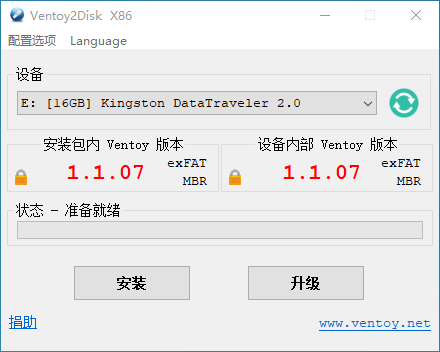 Ventoy2Disk X86
配置选项 Language
设备
E: [16GB] Kingston DataTraveler 2.0
安装包内 Ventoy 版本 设备内部 Ventoy 版本
1.1.07 exFAT MBR 1.1.07 exFAT MBR
状态 - 准备就绪
安装 升级
捐助 www.ventoy.net